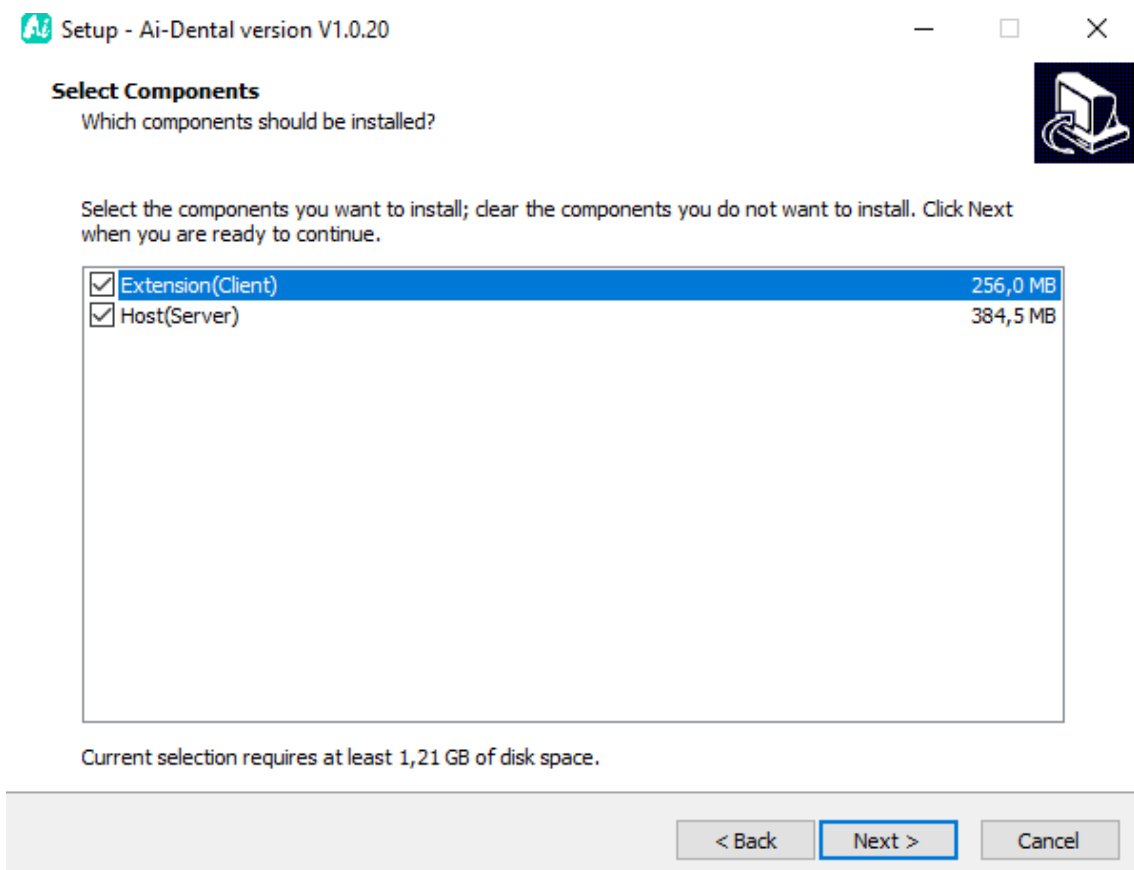 Ai Setup - Ai-Dental version V1.0.20
Select Components
Which components should be installed?
Select the components you want to install; clear the components you do not want to install. Click Next
when you are ready to continue.
Extension(Client) 256,0 MB
Host(Server) 384,5 MB
Current selection requires at least 1,21 GB of disk space.
< Back Next > Cancel